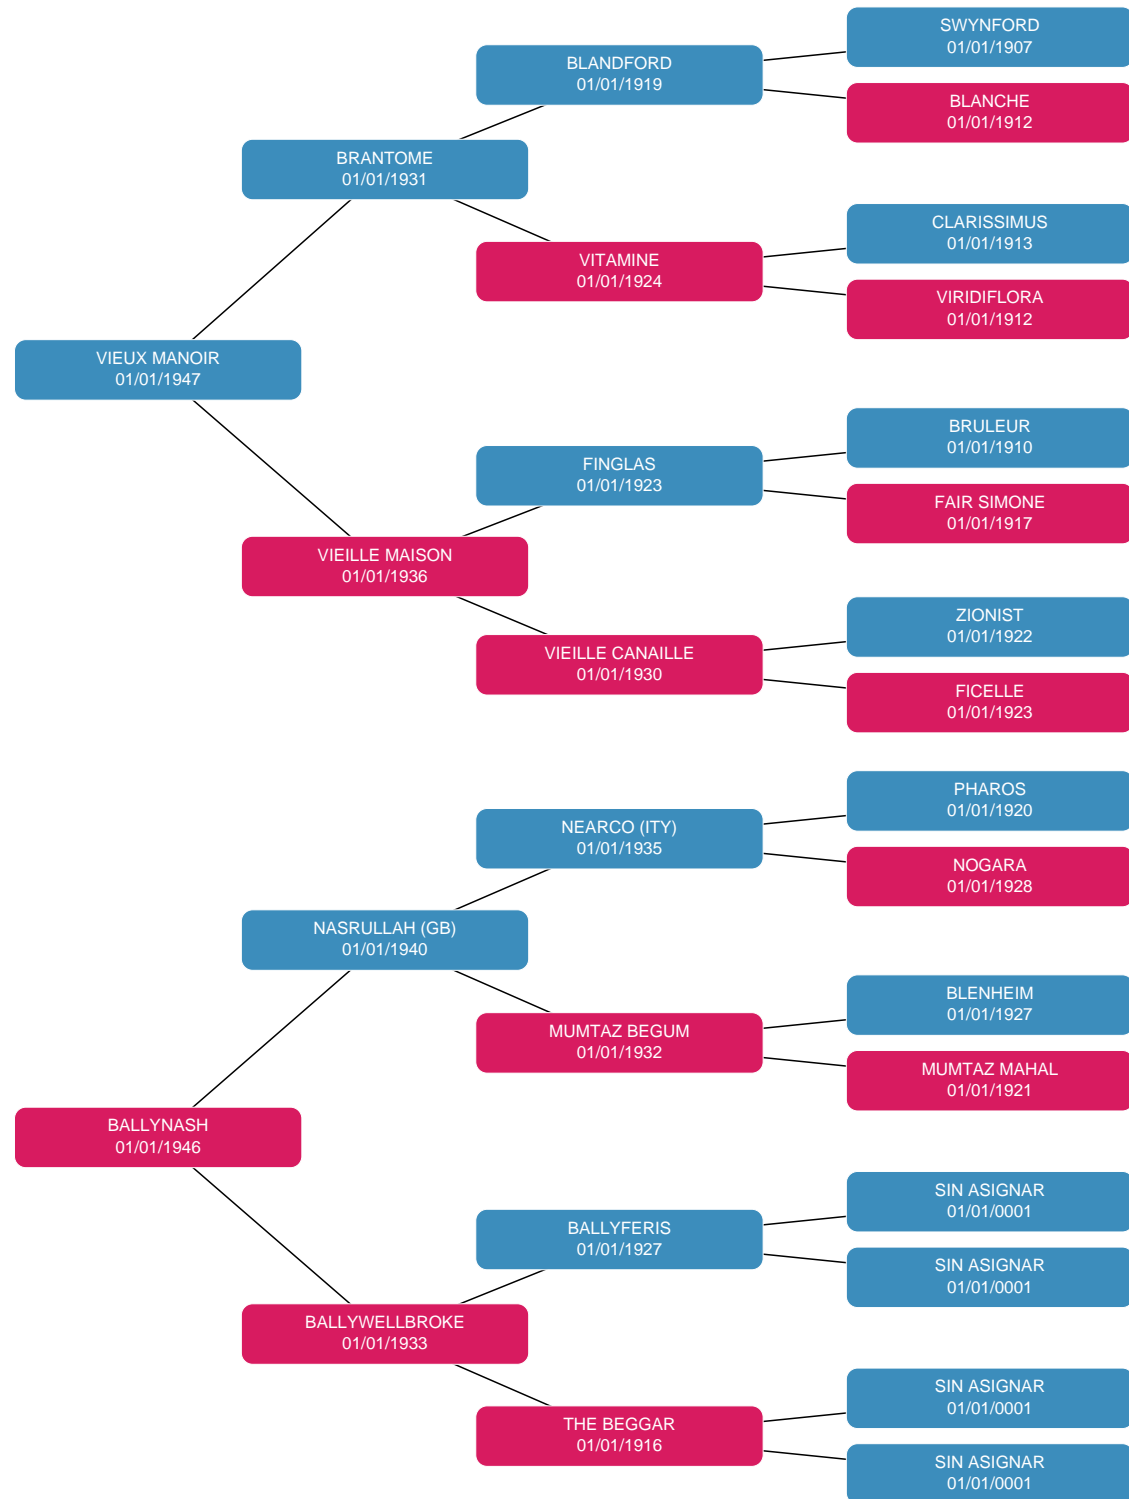 SWYNFORD
01/01/1907
BLANDFORD
01/01/1919
BLANCHE
01/01/1912
BRANTOME
01/01/1931
CLARISSIMUS
01/01/1913
VITAMINE
01/01/1924
VIRIDIFLORA
01/01/1912
VIEUX MANOIR
01/01/1947
BRULEUR
01/01/1910
FINGLAS
01/01/1923
FAIR SIMONE
01/01/1917
VIEILLE MAISON
01/01/1936
ZIONIST
01/01/1922
VIEILLE CANAILLE
01/01/1930
FICELLE
01/01/1923
PHAROS
01/01/1920
NEARCO (ITY)
01/01/1935
NOGARA
01/01/1928
NASRULLAH (GB)
01/01/1940
BLENHEIM
01/01/1927
MUMTAZ BEGUM
01/01/1932
MUMTAZ MAHAL
01/01/1921
BALLYNASH
01/01/1946
SIN ASIGNAR
01/01/0001
BALLYFERIS
01/01/1927
SIN ASIGNAR
01/01/0001
BALLYWELLBROKE
01/01/1933
SIN ASIGNAR
01/01/0001
THE BEGGAR
01/01/1916
SIN ASIGNAR
01/01/0001